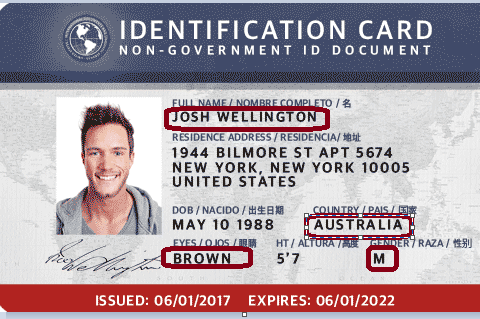 IDENTIFICATION CARD
NON-GOVERNMENT ID DOCUMENT
FULL NAME / NOMBRE COMPLETO / 名
JOSH WELLINGTON
RESIDENCE ADDRESS / RESIDENCIA / 地址
1944 BILMORE ST APT 5674
NEW YORK, NEW YORK 10005
UNITED STATES
DOB / NACIDO / 出生日期 COUNTRY / PAIS / 国家
MAY 10 1988 AUSTRALIA
EYES / OJOS / 眼睛 HT / ALTURA / 高度 GENDER / RAZA / 性别
BROWN 5'7 M
ISSUED: 06/01/2017 EXPIRES: 06/01/2022